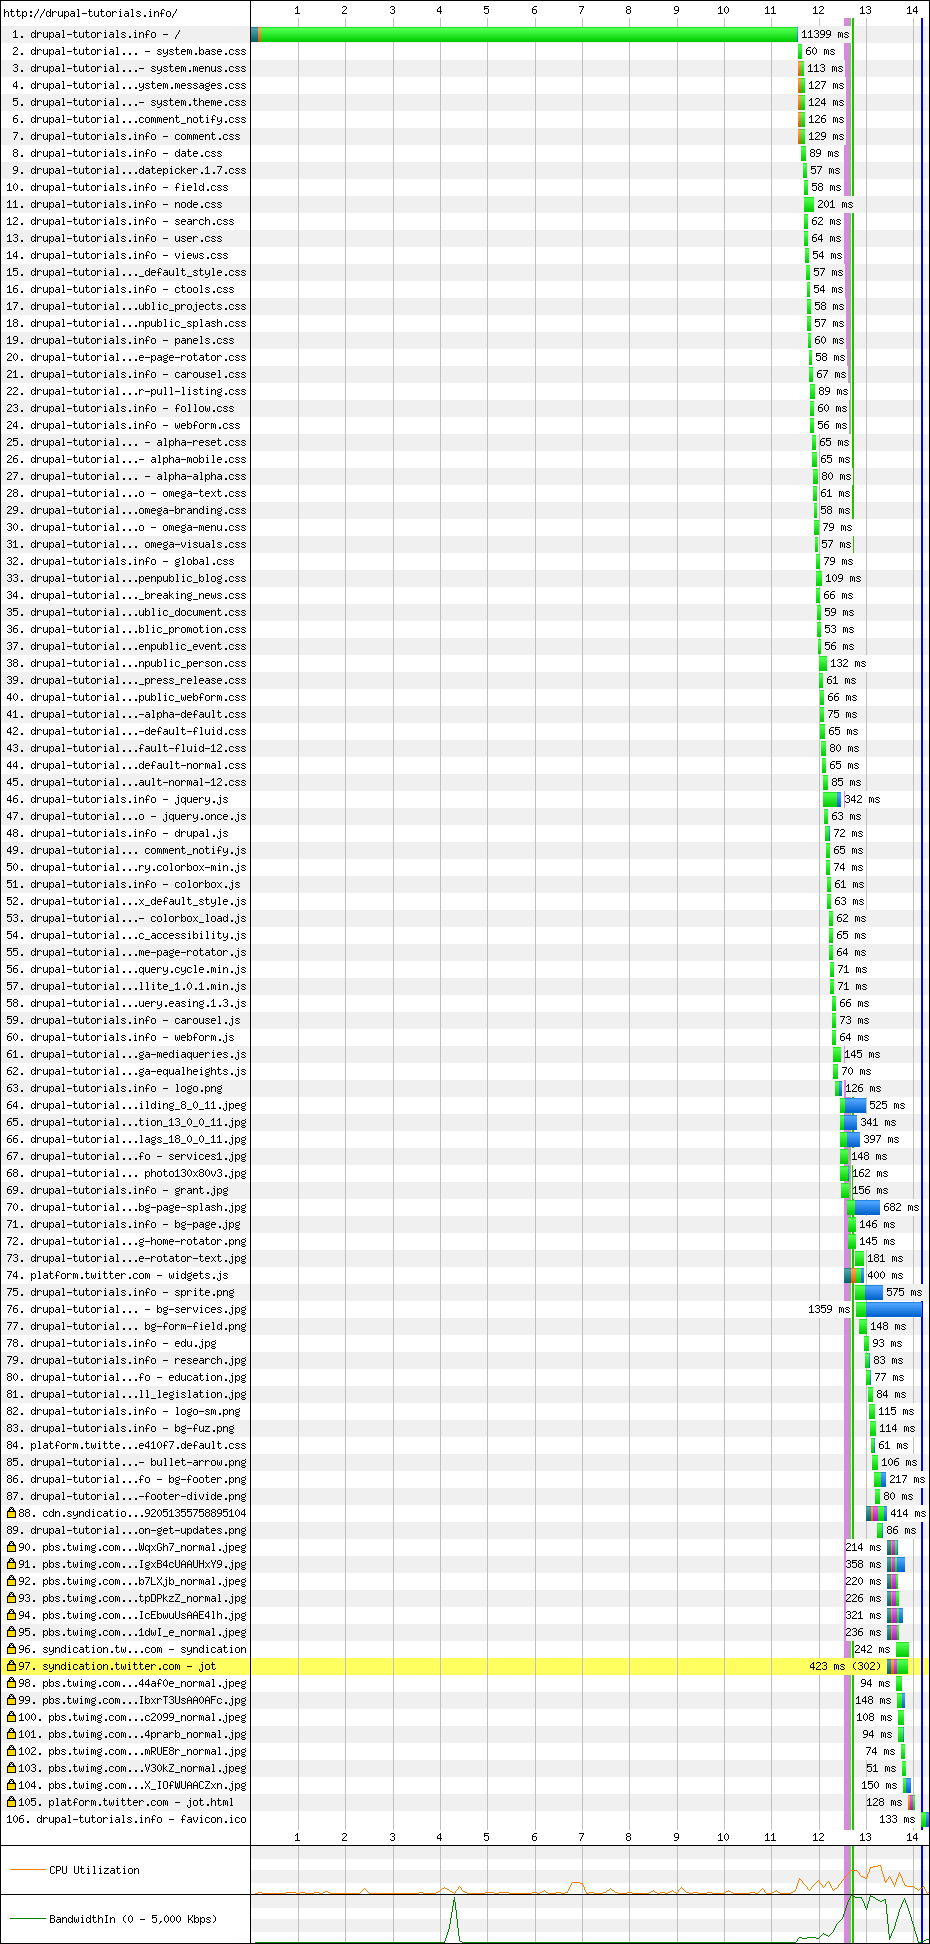 http://drupal-tutorials.info/ 1 2 3 4 5 6 7 8 9 10 11 12 13 14
1. drupal-tutorials.info - / 11399 ms
2. drupal-tutorial... - system.base.css 60 ms
3. drupal-tutorial...- system.menus.css 113 ms
4. drupal-tutorial...ystem.messages.css 127 ms
5. drupal-tutorial...- system.theme.css 124 ms
6. drupal-tutorial...comment_notify.css 126 ms
7. drupal-tutorials.info - comment.css 129 ms
8. drupal-tutorials.info - date.css 89 ms
9. drupal-tutorial...datepicker.1.7.css 57 ms
10. drupal-tutorials.info - field.css 58 ms
11. drupal-tutorials.info - node.css 201 ms
12. drupal-tutorials.info - search.css 62 ms
13. drupal-tutorials.info - user.css 64 ms
14. drupal-tutorials.info - views.css 54 ms
15. drupal-tutorial..._default_style.css 57 ms
16. drupal-tutorials.info - ctools.css 54 ms
17. drupal-tutorial...ublic_projects.css 58 ms
18. drupal-tutorial...npublic_splash.css 57 ms
19. drupal-tutorials.info - panels.css 60 ms
20. drupal-tutorial...e-page-rotator.css 58 ms
21. drupal-tutorials.info - carousel.css 67 ms
22. drupal-tutorial...r-pull-listing.css 89 ms
23. drupal-tutorials.info - follow.css 60 ms
24. drupal-tutorials.info - webform.css 56 ms
25. drupal-tutorial... - alpha-reset.css 65 ms
26. drupal-tutorial...- alpha-mobile.css 65 ms
27. drupal-tutorial... - alpha-alpha.css 80 ms
28. drupal-tutorial...o - omega-text.css 61 ms
29. drupal-tutorial...omega-branding.css 58 ms
30. drupal-tutorial...o - omega-menu.css 79 ms
31. drupal-tutorial... omega-visuals.css 57 ms
32. drupal-tutorials.info - global.css 79 ms
33. drupal-tutorial...penpublic_blog.css 109 ms
34. drupal-tutorial..._breaking_news.css 66 ms
35. drupal-tutorial...ublic_document.css 59 ms
36. drupal-tutorial...blic_promotion.css 53 ms
37. drupal-tutorial...enpublic_event.css 56 ms
38. drupal-tutorial...npublic_person.css 132 ms
39. drupal-tutorial..._press_release.css 61 ms
40. drupal-tutorial...public_webform.css 66 ms
41. drupal-tutorial...-alpha-default.css 75 ms
42. drupal-tutorial...-default-fluid.css 65 ms
43. drupal-tutorial...fault-fluid-12.css 80 ms
44. drupal-tutorial...default-normal.css 65 ms
45. drupal-tutorial...ault-normal-12.css 85 ms
46. drupal-tutorials.info - jquery.js 342 ms
47. drupal-tutorial...o - jquery.once.js 63 ms
48. drupal-tutorials.info - drupal.js 72 ms
49. drupal-tutorial... comment_notify.js 65 ms
50. drupal-tutorial...ry.colorbox-min.js 74 ms
51. drupal-tutorials.info - colorbox.js 61 ms
52. drupal-tutorial...x_default_style.js 63 ms
53. drupal-tutorial...- colorbox_load.js 62 ms
54. drupal-tutorial...c_accessibility.js 65 ms
55. drupal-tutorial...me-page-rotator.js 64 ms
56. drupal-tutorial...query.cycle.min.js 71 ms
57. drupal-tutorial...llite_1.0.1.min.js 71 ms
58. drupal-tutorial...uery.easing.1.3.js 66 ms
59. drupal-tutorials.info - carousel.js 73 ms
60. drupal-tutorials.info - webform.js 64 ms
61. drupal-tutorial...ga-mediaqueries.js 145 ms
62. drupal-tutorial...ga-equalheights.js 70 ms
63. drupal-tutorials.info - logo.png 126 ms
64. drupal-tutorial...ilding_8_0_11.jpeg 525 ms
65. drupal-tutorial...tion_13_0_0_11.jpg 341 ms
66. drupal-tutorial...lags_18_0_0_11.jpg 397 ms
67. drupal-tutorial...fo - services1.jpg 148 ms
68. drupal-tutorial... photo130x80v3.jpg 162 ms
69. drupal-tutorials.info - grant.jpg 156 ms
70. drupal-tutorial...bg-page-splash.jpg 682 ms
71. drupal-tutorials.info - bg-page.jpg 146 ms
72. drupal-tutorial...g-home-rotator.png 145 ms
73. drupal-tutorial...e-rotator-text.jpg 181 ms
74. platform.twitter.com - widgets.js 400 ms
75. drupal-tutorials.info - sprite.png 575 ms
76. drupal-tutorial... - bg-services.jpg 1359 ms
77. drupal-tutorial... bg-form-field.png 148 ms
78. drupal-tutorials.info - edu.jpg 93 ms
79. drupal-tutorials.info - research.jpg 83 ms
80. drupal-tutorial...fo - education.jpg 77 ms
81. drupal-tutorial...ll_legislation.jpg 84 ms
82. drupal-tutorials.info - logo-sm.png 115 ms
83. drupal-tutorials.info - bg-fuz.png 114 ms
84. platform.twitte...e410f7.default.css 61 ms
85. drupal-tutorial...- bullet-arrow.png 106 ms
86. drupal-tutorial...fo - bg-footer.png 217 ms
87. drupal-tutorial...-footer-divide.png 80 ms
88. cdn.syndicatio...92051355758895104 414 ms
89. drupal-tutorial...on-get-updates.png 86 ms
90. pbs.twimg.com...WqxGh7_normal.jpeg 214 ms
91. pbs.twimg.com...IgxB4cUAAUHxY9.jpg 358 ms
92. pbs.twimg.com...b7LXjb_normal.jpeg 220 ms
93. pbs.twimg.com...tpDPkzZ_normal.jpg 226 ms
94. pbs.twimg.com...IcEbwuUsAAE4lh.jpg 321 ms
95. pbs.twimg.com...1dwI_e_normal.jpg 236 ms
96. syndication.tw...com - syndication 242 ms
97. syndication.twitter.com - jot 423 ms (302)
98. pbs.twimg.com...44af0e_normal.jpg 94 ms
99. pbs.twimg.com...IbxrT3UsAAOAFc.jpg 148 ms
100. pbs.twimg.com...c2099_normal.jpeg 108 ms
101. pbs.twimg.com...4prarb_normal.jpg 94 ms
102. pbs.twimg.com...mRUE8r_normal.jpg 74 ms
103. pbs.twimg.com...V30kZ_normal.jpeg 51 ms
104. pbs.twimg.com...X_IOfWUAACZxn.jpg 150 ms
105. platform.twitter.com - jot.html 128 ms
106. drupal-tutorials.info - favicon.ico 133 ms
1 2 3 4 5 6 7 8 9 10 11 12 13 14
CPU Utilization
BandwidthIn (0 - 5,000 Kbps)